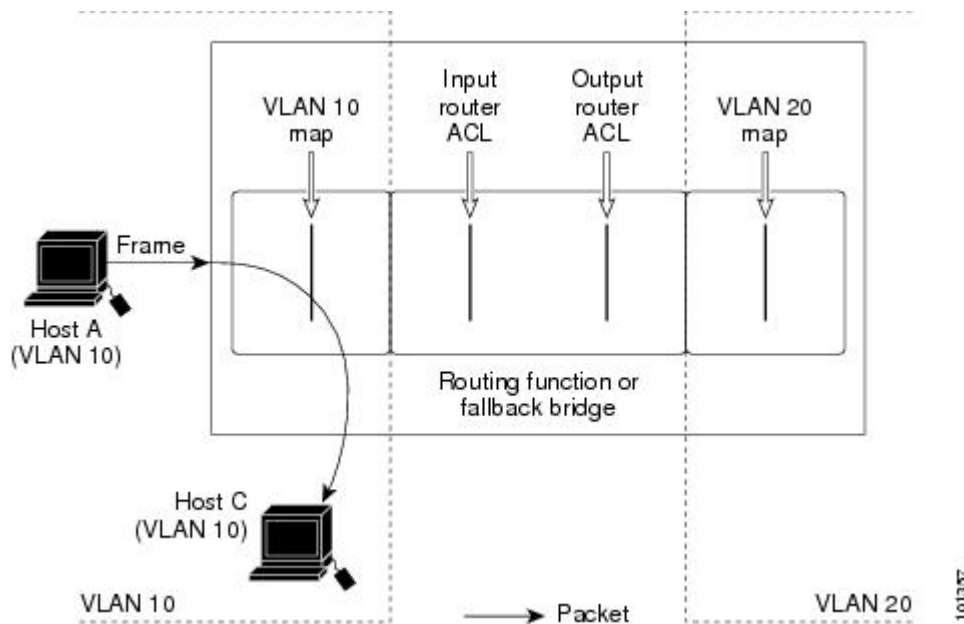 VLAN 10
map
Input
router
ACL
Output
router
ACL
VLAN 20
map
Frame
Host A
(VLAN 10)
Routing function or
fallback bridge
Host C
(VLAN 10)
VLAN 10
Packet
VLAN 20
101357